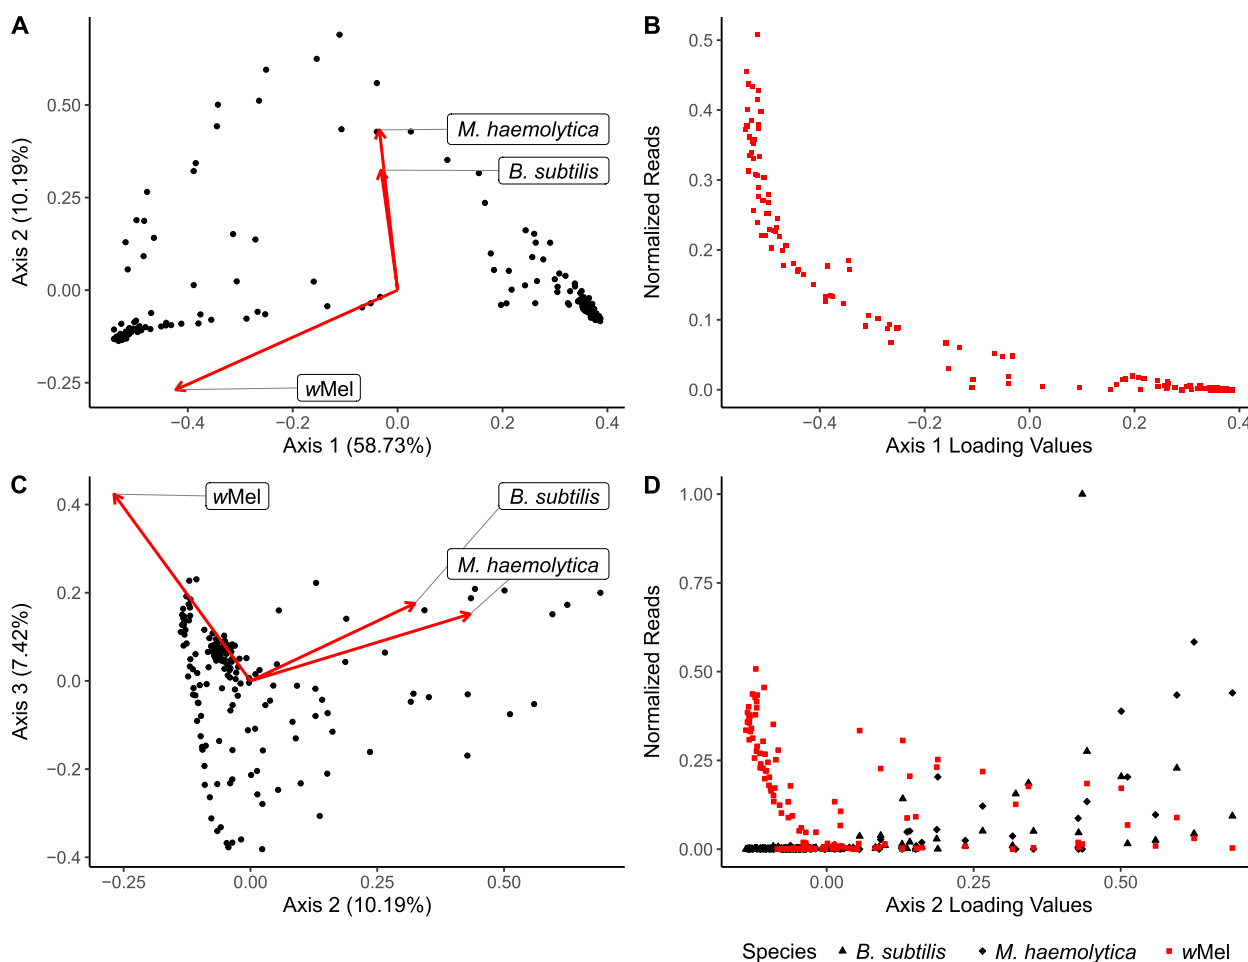 A
Axis 2 (10.19%)
0.50
0.25
0.00
−0.25
M. haemolytica
B. subtilis
wMel
−0.4
−0.2
0.0
0.2
0.4
Axis 1 (58.73%)
B
Normalized Reads
0.5
0.4
0.3
0.2
0.1
0.0
−0.4
−0.2
0.0
0.2
0.4
Axis 1 Loading Values
C
Axis 3 (7.42%)
0.4
0.2
0.0
−0.2
−0.4
wMel
B. subtilis
M. haemolytica
−0.25
0.00
0.25
0.50
Axis 2 (10.19%)
D
Normalized Reads
1.00
0.75
0.50
0.25
0.00
0.00
0.25
0.50
Axis 2 Loading Values
Species B. subtilis M. haemolytica wMel